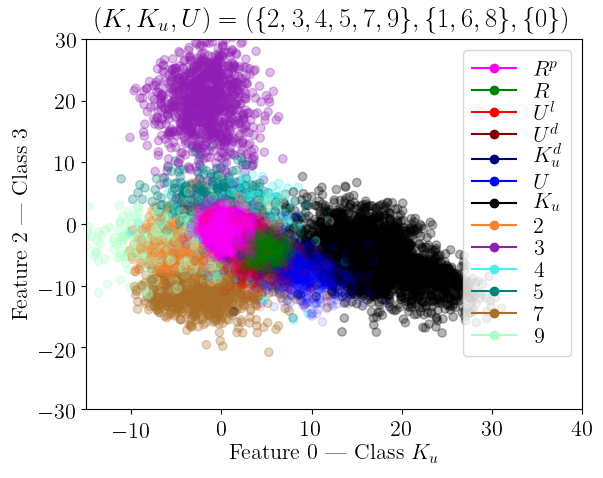 (K, K_u, U) = ({2, 3, 4, 5, 7, 9}, {1, 6, 8}, {0})
30
20
10
0
−10
−20
−30
Feature 2 — Class 3
R^p
R
U^l
U^d
K_u^d
U
K_u
2
3
4
5
7
9
−10
0
10
20
30
40
Feature 0 — Class K_u